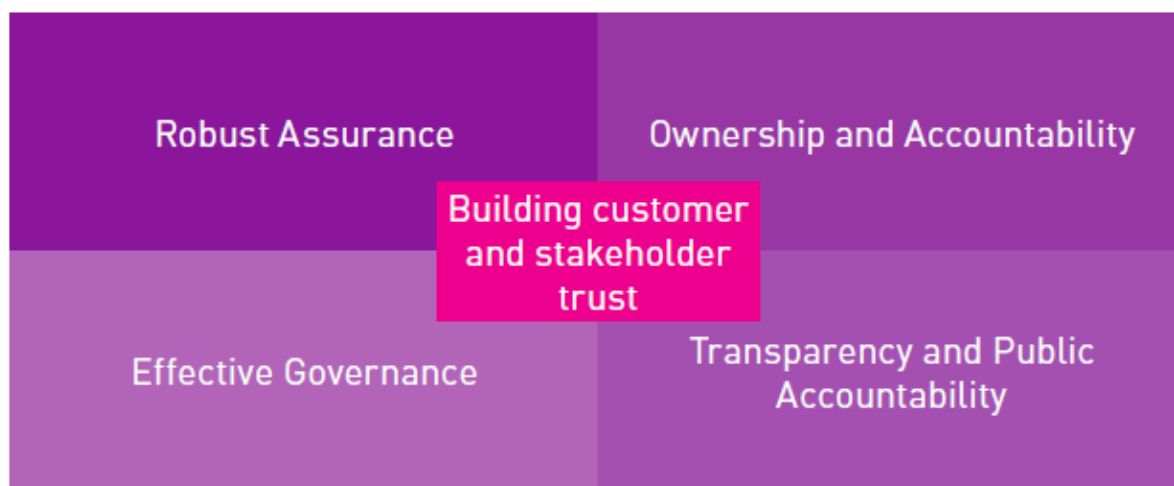 Robust Assurance
Ownership and Accountability
Building customer
and stakeholder
trust
Effective Governance
Transparency and Public
Accountability